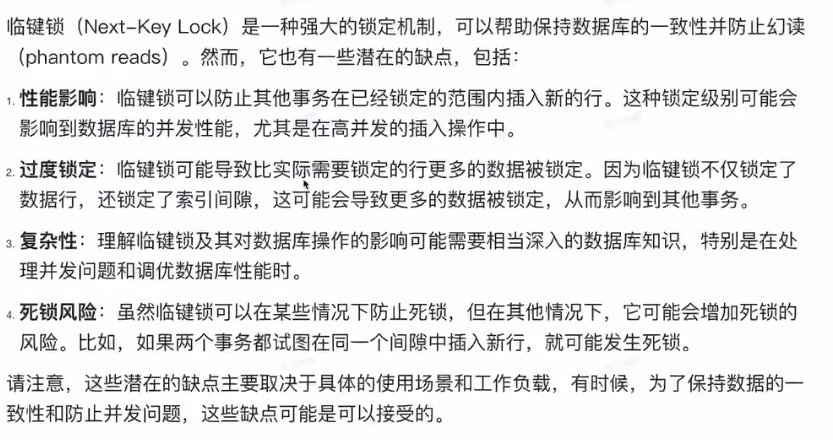 临键锁（Next-Key Lock）是一种强大的锁定机制，可以帮助保持数据库的一致性并防止幻读
（phantom reads）。然而，它也有一些潜在的缺点，包括：
1. 性能影响：临键锁可以防止其他事务在已经锁定的范围内插入新的行。这种锁定级别可能会
影响到数据库的并发性能，尤其是在高并发的插入操作中。
2. 过度锁定：临键锁可能导致比实际需要锁定的行更多的数据被锁定。因为临键锁不仅锁定了
数据行，还锁定了索引间隙，这可能会导致更多的数据被锁定，从而影响到其他事务。
3. 复杂性：理解临键锁及其对数据库操作的影响可能需要相当深入的数据库知识，特别是在处
理并发问题和调优数据库性能时。
4. 死锁风险：虽然临键锁可以在某些情况下防止死锁，但在其他情况下，它可能会增加死锁的
风险。比如，如果两个事务都试图在同一个间隙中插入新行，就可能发生死锁。
请注意，这些潜在的缺点主要取决于具体的使用场景和工作负载，有时候，为了保持数据的一
致性和防止并发问题，这些缺点可能是可以接受的。